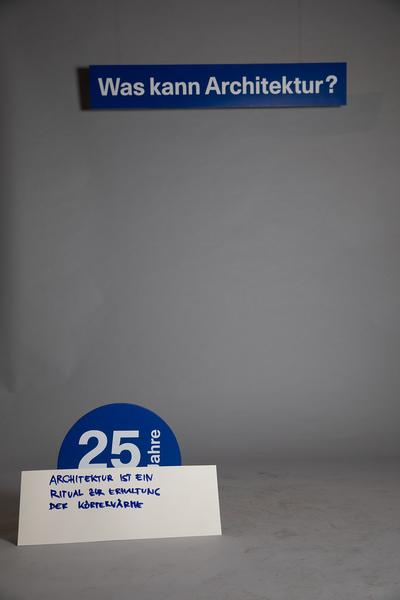 Was kann Architektur?
25 Jahre
ARCHITEKTUR IST EIN
RITUAL ZUR ERHALTUNG
DER KÖRPERWÄRME